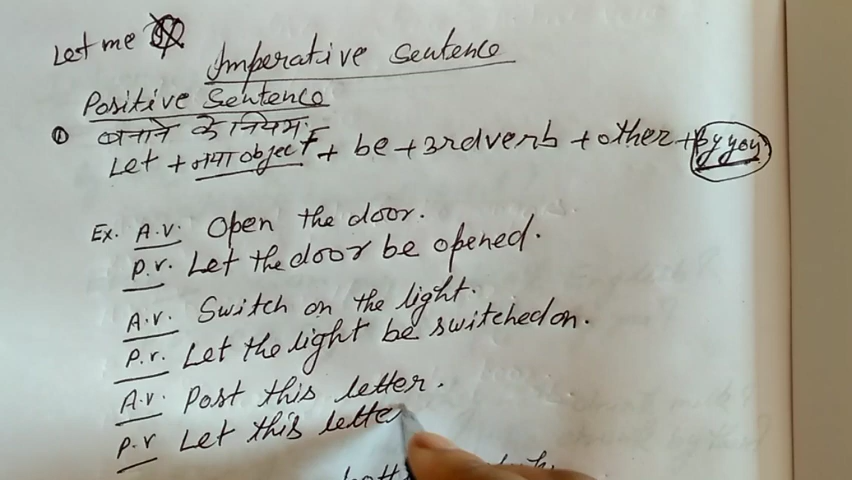 Let me
Imperative Sentence
Positive Sentence
① बनाने के नियम:
Let + नया object + be + 3rd verb + other + by you
Ex. A.V. Open the door.
P.V. Let the door be opened.
A.V. Switch on the light.
P.V. Let the light be switched on.
A.V. Post this letter.
P.V Let this lette